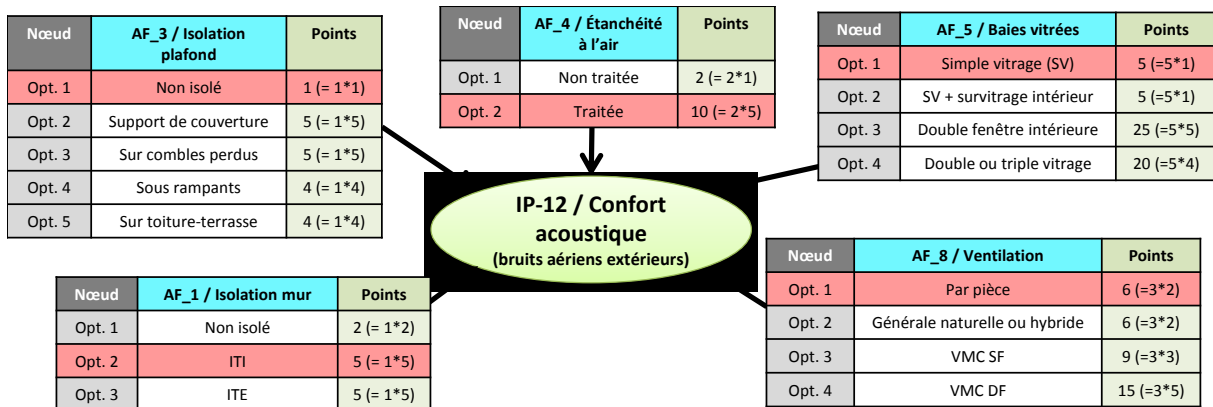 Nœud AF_3 / Isolation plafond Points
Opt. 1 Non isolé 1 (= 1*1)
Opt. 2 Support de couverture 5 (= 1*5)
Opt. 3 Sur combles perdus 5 (= 1*5)
Opt. 4 Sous rampants 4 (= 1*4)
Opt. 5 Sur toiture-terrasse 4 (= 1*4)
Nœud AF_4 / Étanchéité à l’air Points
Opt. 1 Non traitée 2 (= 2*1)
Opt. 2 Traitée 10 (= 2*5)
Nœud AF_5 / Baies vitrées Points
Opt. 1 Simple vitrage (SV) 5 (=5*1)
Opt. 2 SV + survitrage intérieur 5 (=5*1)
Opt. 3 Double fenêtre intérieure 25 (=5*5)
Opt. 4 Double ou triple vitrage 20 (=5*4)
IP-12 / Confort
acoustique
(bruits aériens extérieurs)
Nœud AF_1 / Isolation mur Points
Opt. 1 Non isolé 2 (= 1*2)
Opt. 2 ITI 5 (= 1*5)
Opt. 3 ITE 5 (= 1*5)
Nœud AF_8 / Ventilation Points
Opt. 1 Par pièce 6 (=3*2)
Opt. 2 Générale naturelle ou hybride 6 (=3*2)
Opt. 3 VMC SF 9 (=3*3)
Opt. 4 VMC DF 15 (=3*5)